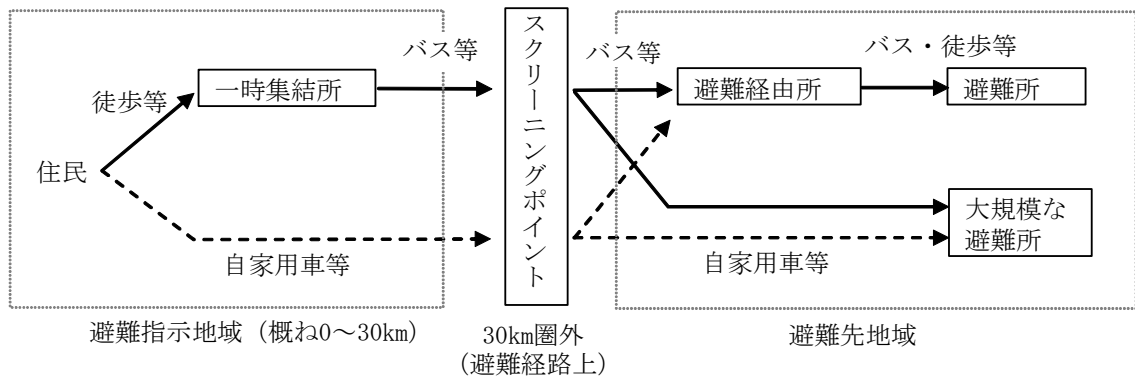 バス等
一時集結所
徒歩等
住民
自家用車等
避難指示地域（概ね0～30km）
スクリーニングポイント
30km圏外
（避難経路上）
バス等
避難経由所
バス・徒歩等
避難所
大規模な
避難所
自家用車等
避難先地域